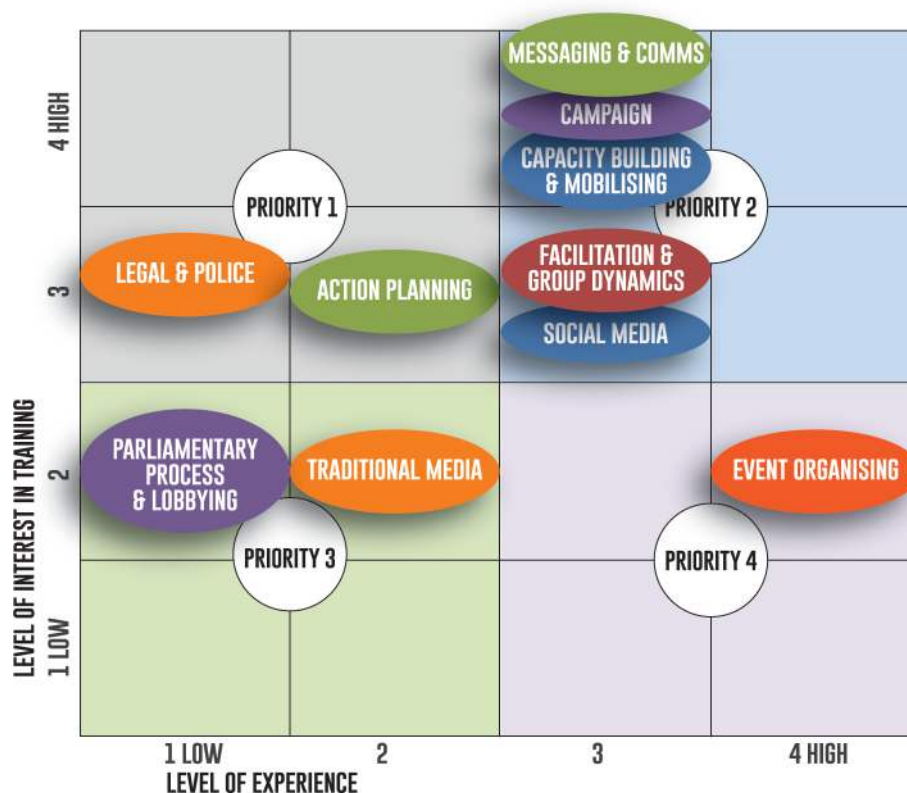 MESSAGING & COMMS
CAMPAIGN
CAPACITY BUILDING
& MOBILISING
PRIORITY 1
PRIORITY 2
LEGAL & POLICE
ACTION PLANNING
FACILITATION &
GROUP DYNAMICS
SOCIAL MEDIA
PARLIAMENTARY
PROCESS
& LOBBYING
TRADITIONAL MEDIA
EVENT ORGANISING
PRIORITY 3
PRIORITY 4
4 HIGH
3
2
1 LOW
LEVEL OF INTEREST IN TRAINING
1 LOW
2
3
4 HIGH
LEVEL OF EXPERIENCE